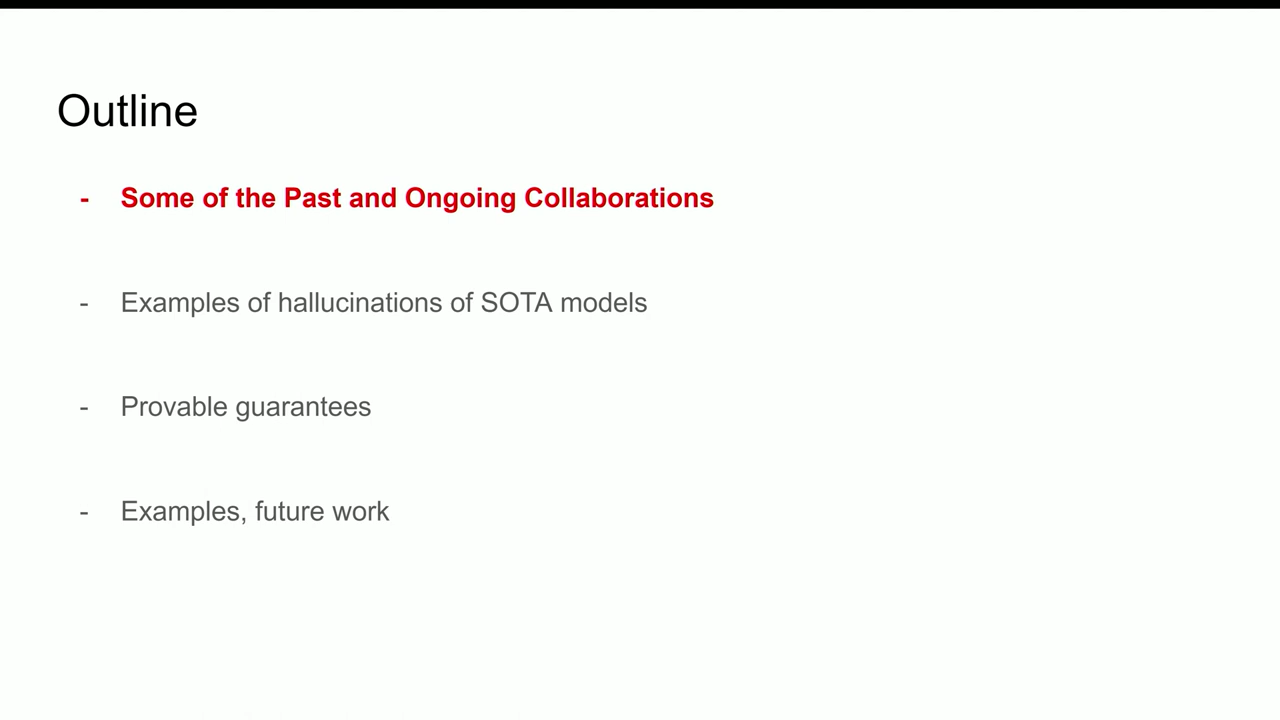 Outline
- Some of the Past and Ongoing Collaborations
- Examples of hallucinations of SOTA models
- Provable guarantees
- Examples, future work